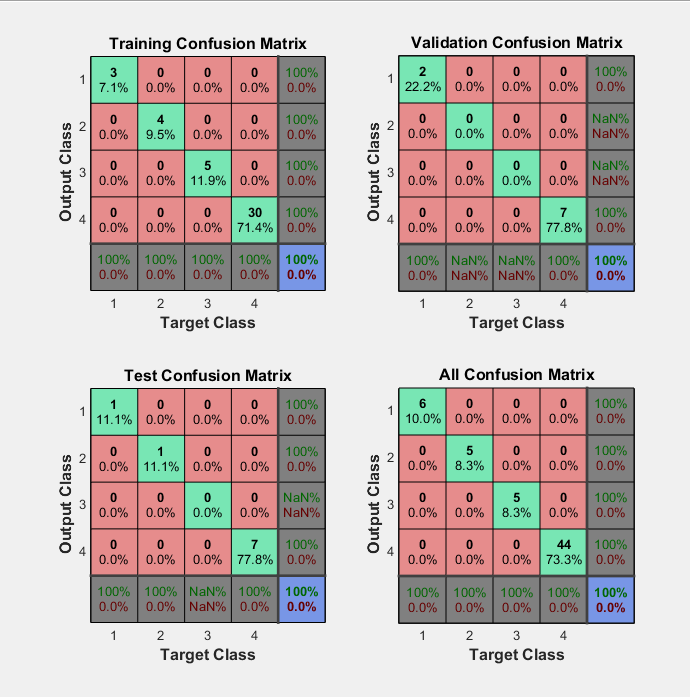 Training Confusion Matrix
Output Class
1 3 0 0 0 100%
7.1% 0.0% 0.0% 0.0% 0.0%
2 0 4 0 0 100%
0.0% 9.5% 0.0% 0.0% 0.0%
3 0 0 5 0 100%
0.0% 0.0% 11.9% 0.0% 0.0%
4 0 0 0 30 100%
0.0% 0.0% 0.0% 71.4% 0.0%
100% 100% 100% 100% 100%
0.0% 0.0% 0.0% 0.0% 0.0%
1 2 3 4
Target Class
Validation Confusion Matrix
Output Class
1 2 0 0 0 100%
22.2% 0.0% 0.0% 0.0% 0.0%
2 0 0 0 0 NaN%
0.0% 0.0% 0.0% 0.0% NaN%
3 0 0 0 0 NaN%
0.0% 0.0% 0.0% 0.0% NaN%
4 0 0 0 7 100%
0.0% 0.0% 0.0% 77.8% 0.0%
100% NaN% NaN% 100% 100%
0.0% NaN% NaN% 0.0% 0.0%
1 2 3 4
Target Class
Test Confusion Matrix
Output Class
1 1 0 0 0 100%
11.1% 0.0% 0.0% 0.0% 0.0%
2 0 1 0 0 100%
0.0% 11.1% 0.0% 0.0% 0.0%
3 0 0 0 0 NaN%
0.0% 0.0% 0.0% 0.0% NaN%
4 0 0 0 7 100%
0.0% 0.0% 0.0% 77.8% 0.0%
100% 100% NaN% 100% 100%
0.0% 0.0% NaN% 0.0% 0.0%
1 2 3 4
Target Class
All Confusion Matrix
Output Class
1 6 0 0 0 100%
10.0% 0.0% 0.0% 0.0% 0.0%
2 0 5 0 0 100%
0.0% 8.3% 0.0% 0.0% 0.0%
3 0 0 5 0 100%
0.0% 0.0% 8.3% 0.0% 0.0%
4 0 0 0 44 100%
0.0% 0.0% 0.0% 73.3% 0.0%
100% 100% 100% 100% 100%
0.0% 0.0% 0.0% 0.0% 0.0%
1 2 3 4
Target Class